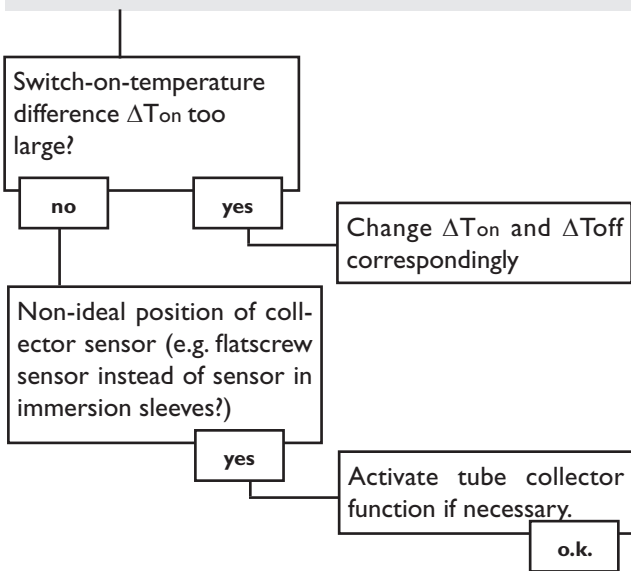 Switch-on-temperature
difference ΔTon too
large?
no
yes
Change ΔTon and ΔToff
correspondingly
Non-ideal position of coll-
ector sensor (e.g. flatscrew
sensor instead of sensor in
immersion sleeves?)
yes
Activate tube collector
function if necessary.
o.k.